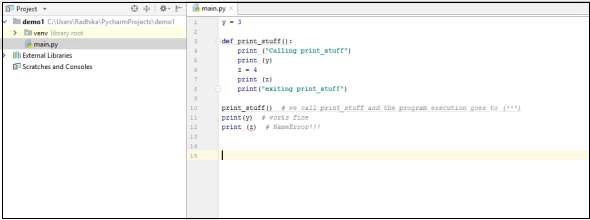 Project
main.py
demo1 C:\Users\Radhika\PycharmProjects\demo1
venv library root
main.py
External Libraries
Scratches and Consoles
1 y = 3
2
3 def print_stuff():
4 print ("Calling print_stuff")
5 print (y)
6 z = 4
7 print (z)
8 print("exiting print_stuff")
9
10 print_stuff() # we call print_stuff and the program execution goes to (***)
11 print(y) # works fine
12 print (z) # NameError!!!
13
14
15